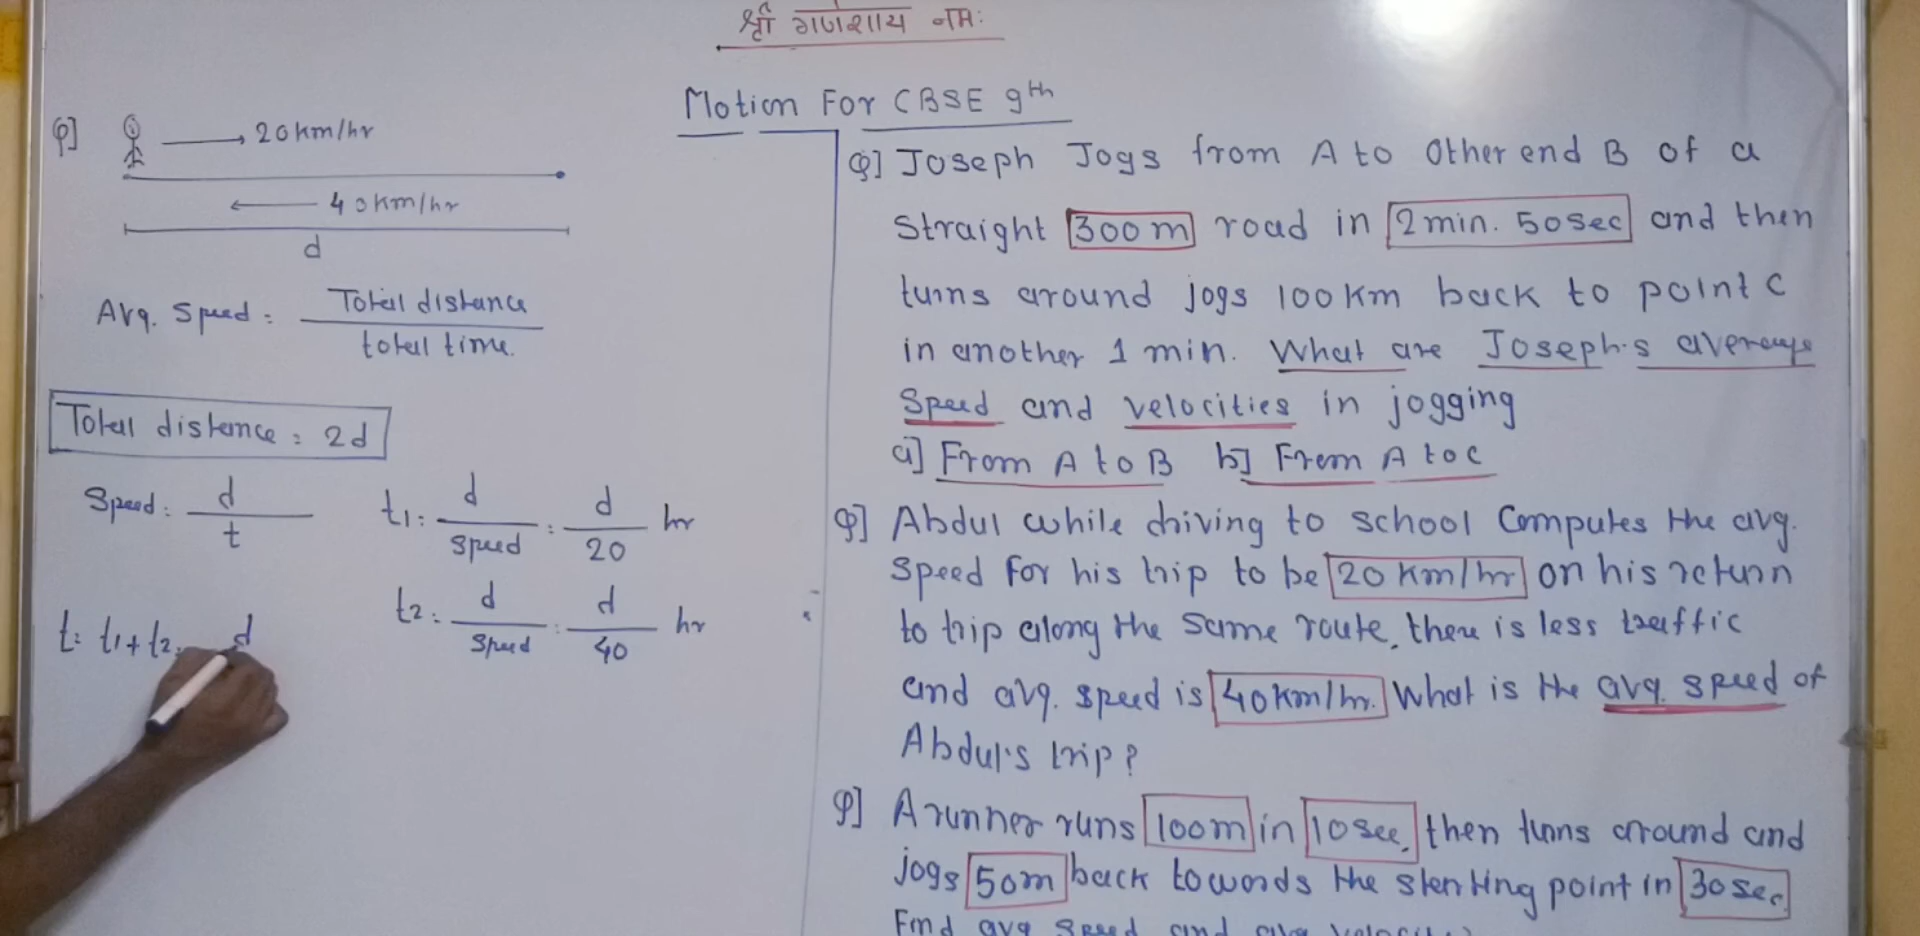 श्री गणेशाय नमः
Motion For CBSE 9th
Q] → 20 km/hr
← 40 km/hr
d
Avg. Speed = Total distance / total time.
Total distance = 2d
Speed = d / t
t1 = d / speed = d / 20 hr
t2 = d / speed = d / 40 hr
t = t1 + t2 = d
Q] Joseph Jogs from A to Other end B of a
Straight 300m road in 2 min. 50 sec and then
turns around jogs 100 Km back to point C
in another 1 min. What are Joseph's average
Speed and velocities in jogging
a] From A to B b] From A to C
Q] Abdul while driving to school Computes the avg.
Speed For his trip to be 20 Km/hr on his return
to trip along the same route, there is less traffic
and avg. speed is 40 Km/hr. What is the avg. speed of
Abdul's trip?
Q] A runner runs 100m in 10 sec, then turns around and
jogs 50m back towards the starting point in 30 sec.
Find avg speed and